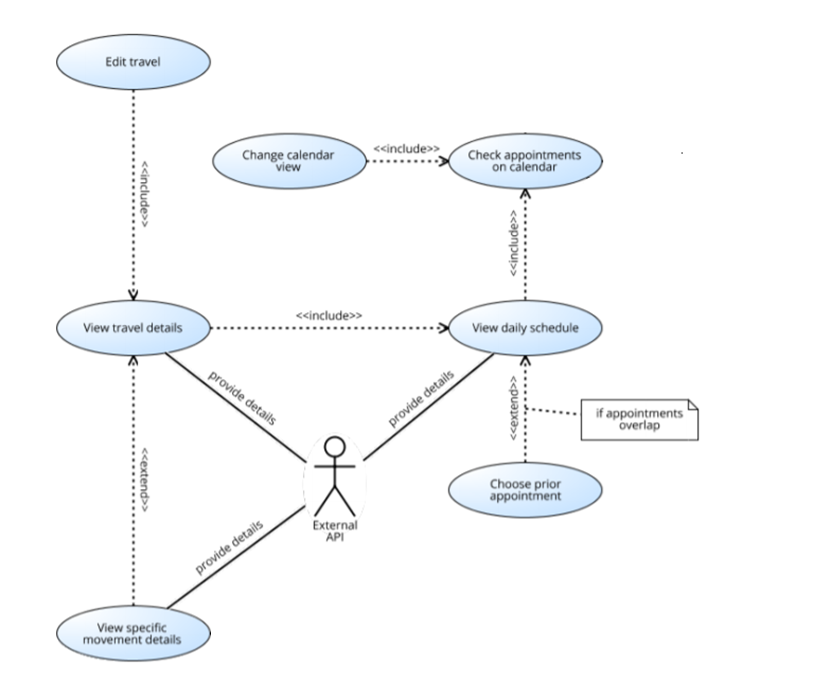 Edit travel
<<include>>
Change calendar
view
<<include>>
Check appointments
on calendar
<<include>>
View travel details
<<include>>
View daily schedule
provide details
provide details
<<extend>>
if appointments
overlap
<<extend>>
Choose prior
appointment
External
API
provide details
View specific
movement details